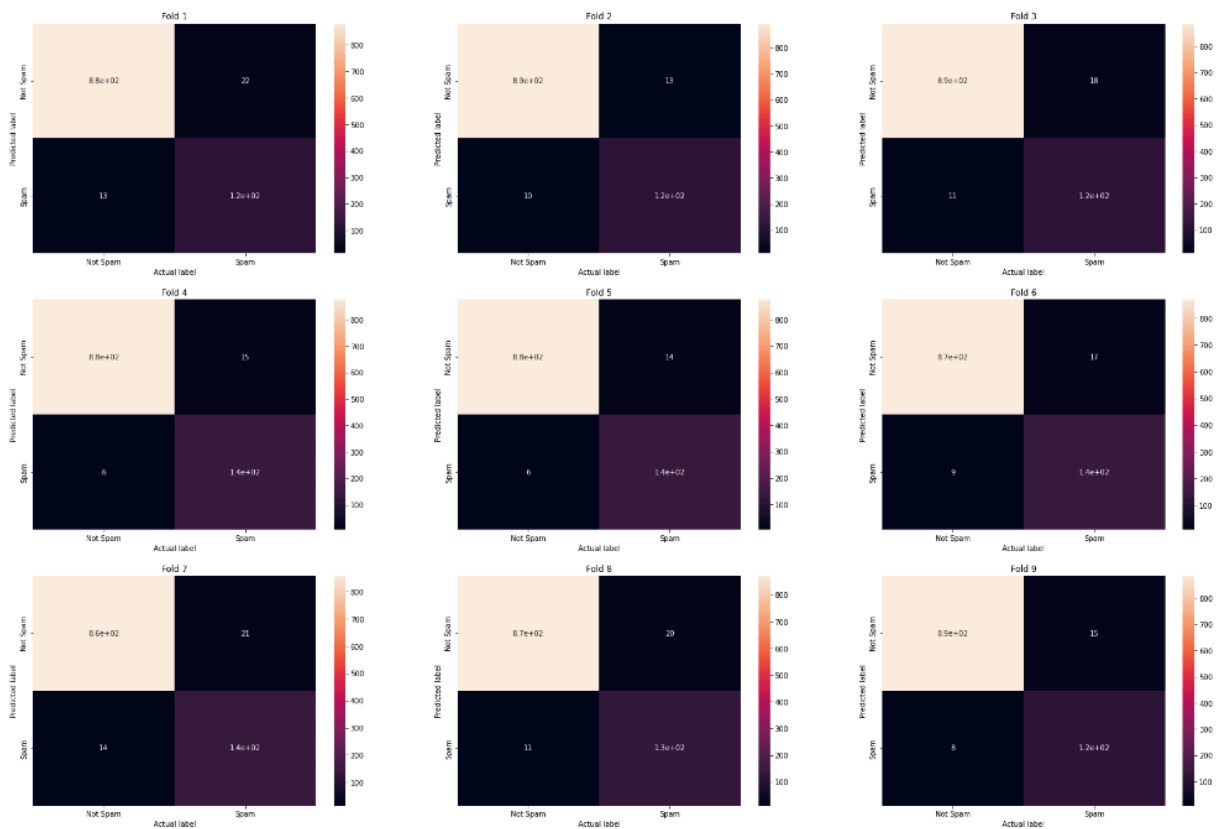 Fold 1
Predicted label
Not Spam
Spam
8.8e+02
22
13
1.2e+02
Not Spam
Spam
Actual label
800
700
600
500
400
300
200
100
Fold 2
Predicted label
Not Spam
Spam
8.9e+02
13
10
1.2e+02
Not Spam
Spam
Actual label
800
700
600
500
400
300
200
100
Fold 3
Predicted label
Not Spam
Spam
8.9e+02
18
11
1.2e+02
Not Spam
Spam
Actual label
800
700
600
500
400
300
200
100
Fold 4
Predicted label
Not Spam
Spam
8.8e+02
15
6
1.4e+02
Not Spam
Spam
Actual label
800
700
600
500
400
300
200
100
Fold 5
Predicted label
Not Spam
Spam
8.8e+02
14
6
1.4e+02
Not Spam
Spam
Actual label
800
700
600
500
400
300
200
100
Fold 6
Predicted label
Not Spam
Spam
8.7e+02
17
9
1.4e+02
Not Spam
Spam
Actual label
800
700
600
500
400
300
200
100
Fold 7
Predicted label
Not Spam
Spam
8.6e+02
21
14
1.4e+02
Not Spam
Spam
Actual label
800
700
600
500
400
300
200
100
Fold 8
Predicted label
Not Spam
Spam
8.7e+02
20
11
1.3e+02
Not Spam
Spam
Actual label
800
700
600
500
400
300
200
100
Fold 9
Predicted label
Not Spam
Spam
8.9e+02
15
8
1.2e+02
Not Spam
Spam
Actual label
800
700
600
500
400
300
200
100